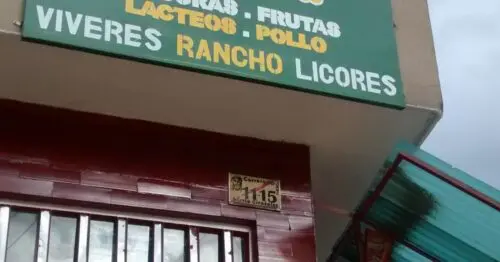 FRUTAS
LACTEOS . POLLO
VIVERES RANCHO LICORES
1115